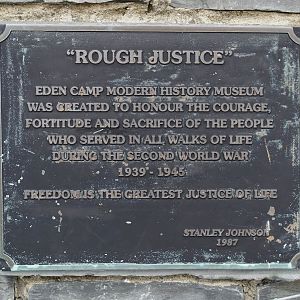 "ROUGH JUSTICE"
EDEN CAMP MODERN HISTORY MUSEUM
WAS CREATED TO HONOUR THE COURAGE,
FORTITUDE AND SACRIFICE OF THE PEOPLE
WHO SERVED IN ALL WALKS OF LIFE
DURING THE SECOND WORLD WAR
1939 - 1945
FREEDOM IS THE GREATEST JUSTICE OF LIFE
STANLEY JOHNSON
1987